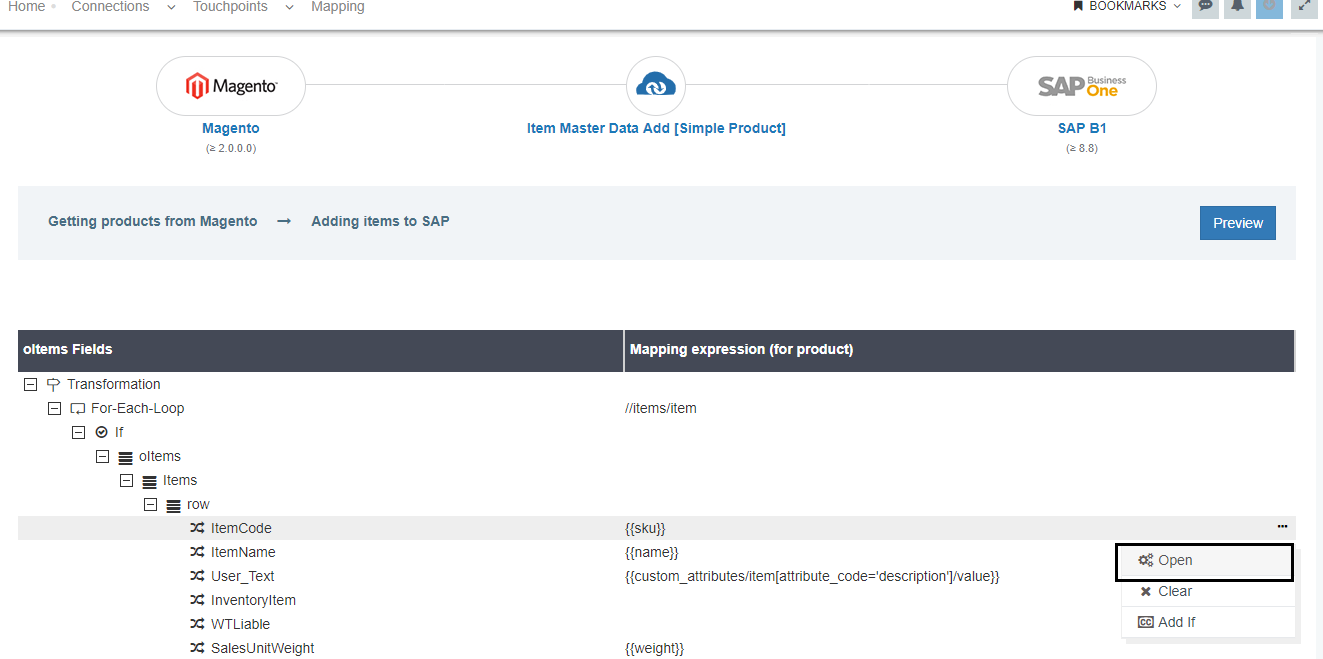 Home Connections Touchpoints Mapping BOOKMARKS
Magento
SAP Business One
Magento Item Master Data Add [Simple Product] SAP B1
(≥ 2.0.0.0) (≥ 8.8)
Getting products from Magento → Adding items to SAP Preview
oItems Fields Mapping expression (for product)
Transformation
For-Each-Loop //items/item
If
oItems
Items
row
ItemCode {{sku}} ...
ItemName {{name}}
Open
User_Text {{custom_attributes/item[attribute_code='description']/value}}
Clear
InventoryItem
WTLiable
CC Add If
SalesUnitWeight {{weight}}